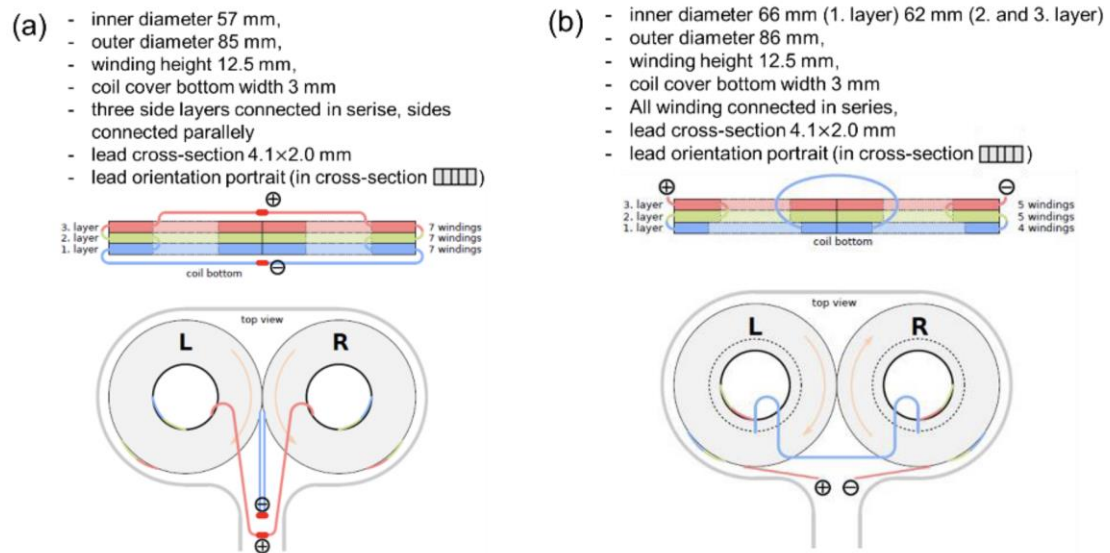 (a)
- inner diameter 57 mm,
- outer diameter 85 mm,
- winding height 12.5 mm,
- coil cover bottom width 3 mm
- three side layers connected in serise, sides
connected parallely
- lead cross-section 4.1×2.0 mm
- lead orientation portrait (in cross-section )
⊕
3. layer 7 windings
2. layer 7 windings
1. layer 7 windings
coil bottom ⊖
top view
L R
⊖
⊕
(b)
- inner diameter 66 mm (1. layer) 62 mm (2. and 3. layer)
- outer diameter 86 mm,
- winding height 12.5 mm,
- coil cover bottom width 3 mm
- All winding connected in series,
- lead cross-section 4.1×2.0 mm
- lead orientation portrait (in cross-section )
⊕ ⊖
3. layer 5 windings
2. layer 5 windings
1. layer 4 windings
coil bottom
top view
L R
⊕ ⊖